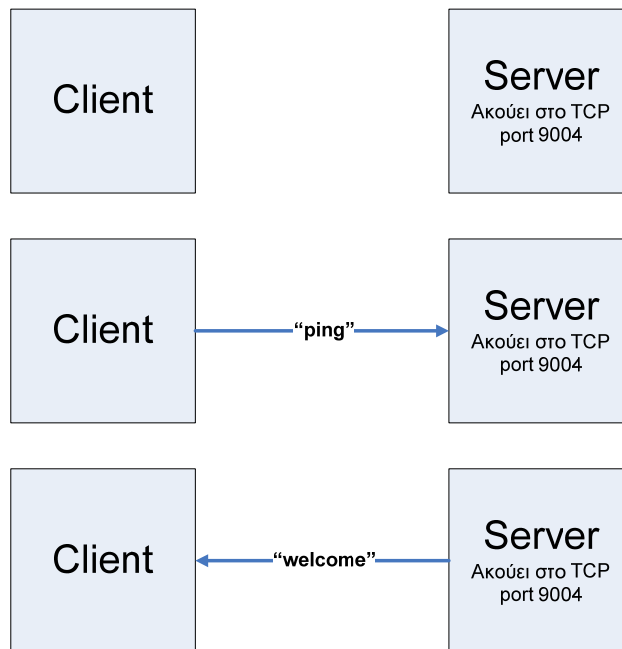 Client
Server
Ακούει στο TCP
port 9004
Client
“ping”
Server
Ακούει στο TCP
port 9004
Client
“welcome”
Server
Ακούει στο TCP
port 9004